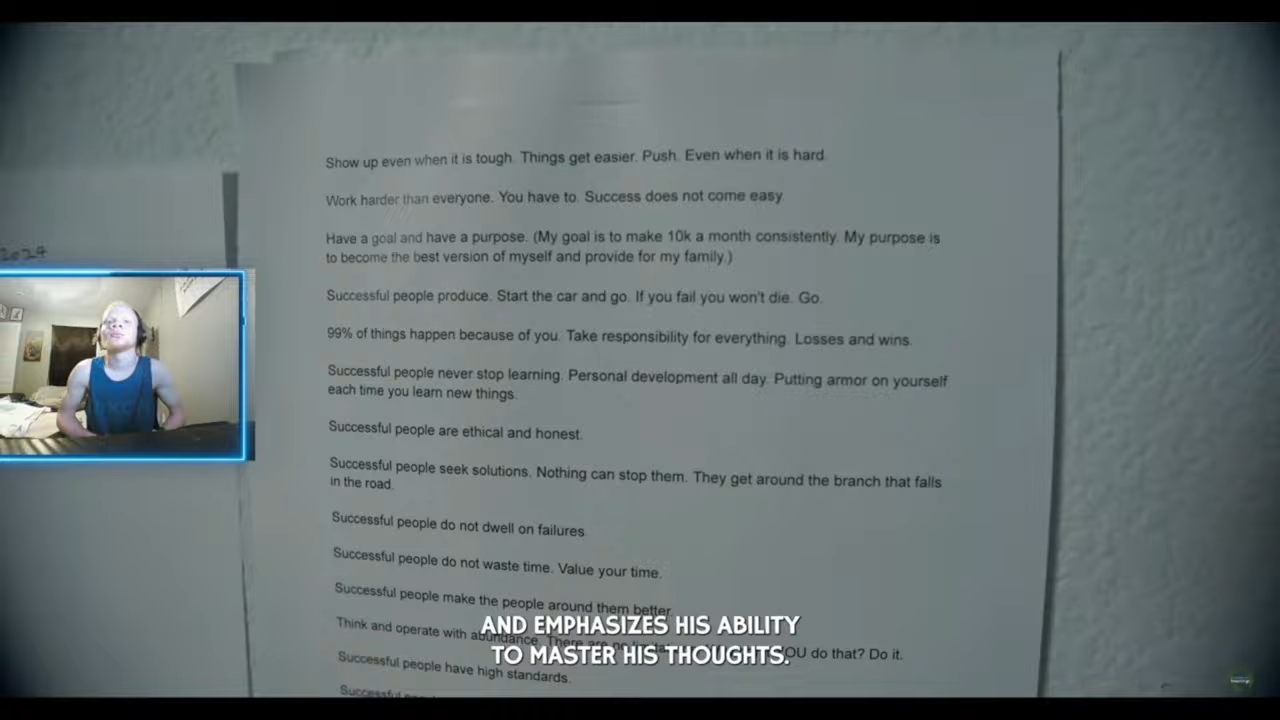 Show up even when it is tough. Things get easier. Push. Even when it is hard.
Work harder than everyone. You have to. Success does not come easy.
Have a goal and have a purpose. (My goal is to make 10k a month consistently. My purpose is
to become the best version of myself and provide for my family.)
2024
Successful people produce. Start the car and go. If you fail you won't die. Go.
99% of things happen because of you. Take responsibility for everything. Losses and wins.
Successful people never stop learning. Personal development all day. Putting armor on yourself
each time you learn new things.
Successful people are ethical and honest.
Successful people seek solutions. Nothing can stop them. They get around the branch that falls
in the road.
Successful people do not dwell on failures
Successful people do not waste time. Value your time.
Successful people make the people around them better
Think and operate with abundance. There are no YOU do that? Do it.
Successful people have high standards.
Successful
AND EMPHASIZES HIS ABILITY
TO MASTER HIS THOUGHTS.